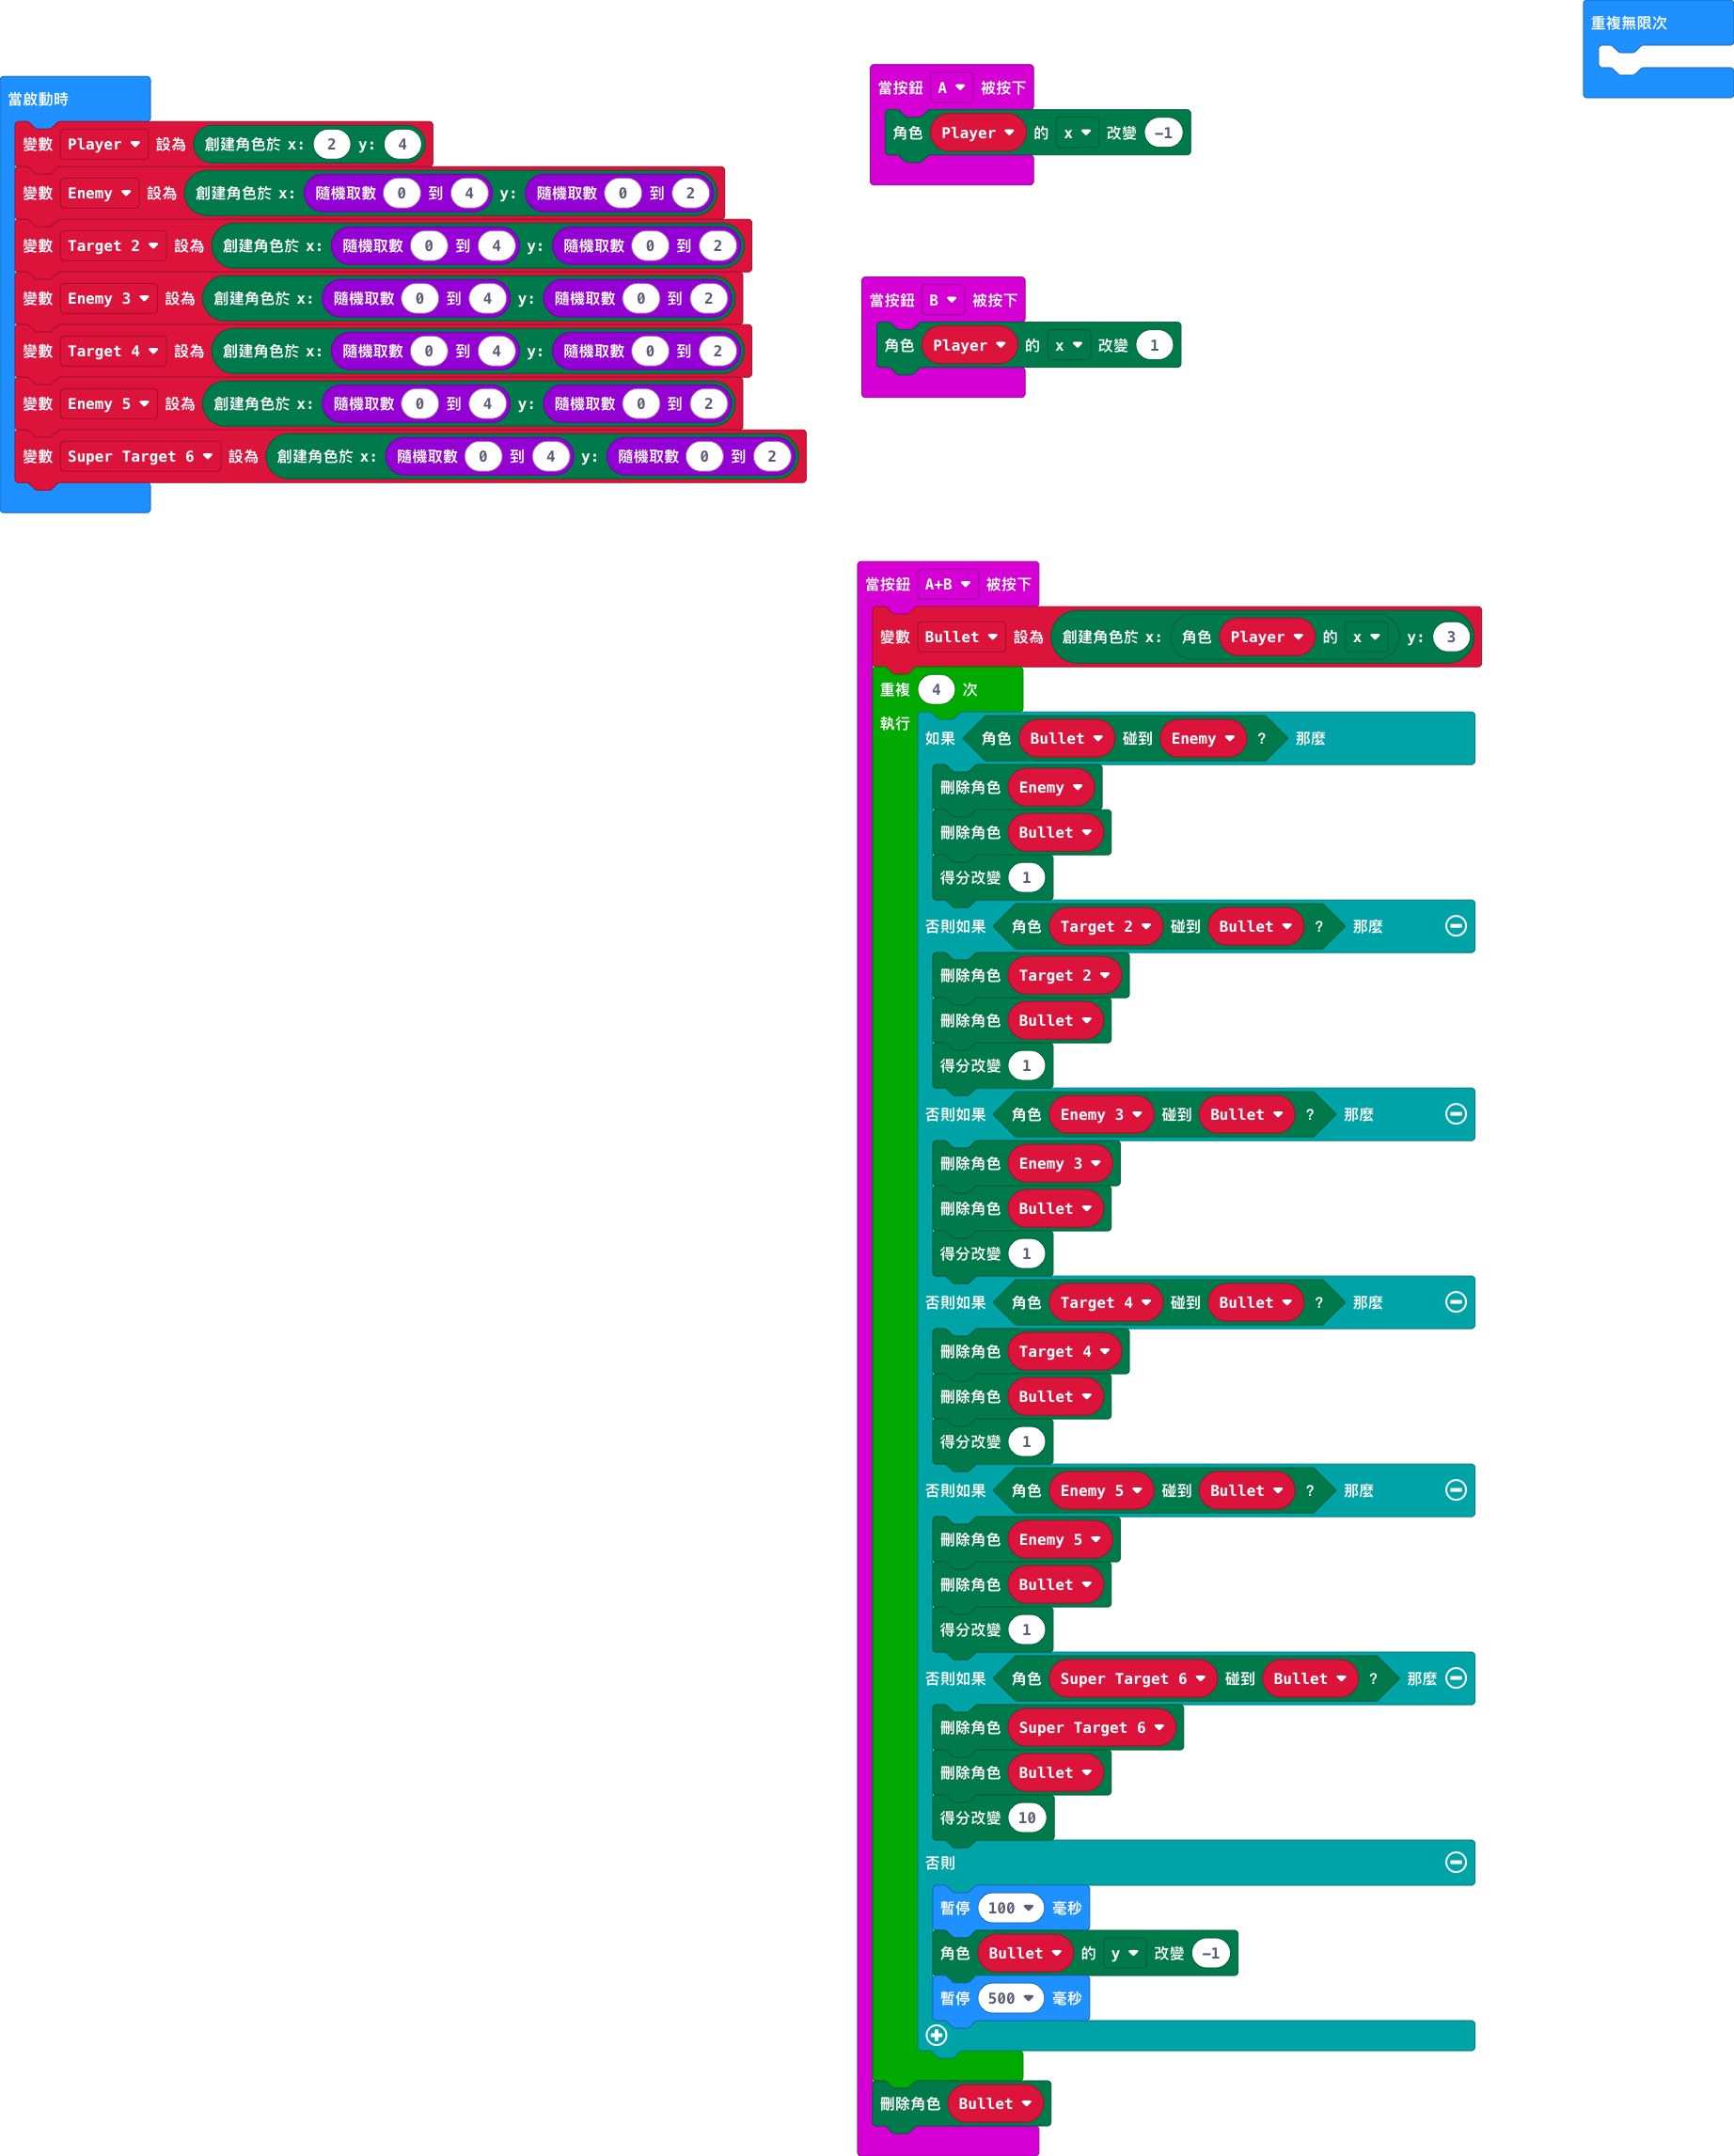 當啟動時
變數 Player 設為 創建角色於 x: 2 y: 4
變數 Enemy 設為 創建角色於 x: 隨機取數 0 到 4 y: 隨機取數 0 到 2
變數 Target 2 設為 創建角色於 x: 隨機取數 0 到 4 y: 隨機取數 0 到 2
變數 Enemy 3 設為 創建角色於 x: 隨機取數 0 到 4 y: 隨機取數 0 到 2
變數 Target 4 設為 創建角色於 x: 隨機取數 0 到 4 y: 隨機取數 0 到 2
變數 Enemy 5 設為 創建角色於 x: 隨機取數 0 到 4 y: 隨機取數 0 到 2
變數 Super Target 6 設為 創建角色於 x: 隨機取數 0 到 4 y: 隨機取數 0 到 2
當按鈕 A 被按下
角色 Player 的 x 改變 -1
當按鈕 B 被按下
角色 Player 的 x 改變 1
重複無限次
當按鈕 A+B 被按下
變數 Bullet 設為 創建角色於 x: 角色 Player 的 x y: 3
重複 4 次
執行
如果 角色 Bullet 碰到 Enemy ? 那麼
刪除角色 Enemy
刪除角色 Bullet
得分改變 1
否則如果 角色 Target 2 碰到 Bullet ? 那麼
刪除角色 Target 2
刪除角色 Bullet
得分改變 1
否則如果 角色 Enemy 3 碰到 Bullet ? 那麼
刪除角色 Enemy 3
刪除角色 Bullet
得分改變 1
否則如果 角色 Target 4 碰到 Bullet ? 那麼
刪除角色 Target 4
刪除角色 Bullet
得分改變 1
否則如果 角色 Enemy 5 碰到 Bullet ? 那麼
刪除角色 Enemy 5
刪除角色 Bullet
得分改變 1
否則如果 角色 Super Target 6 碰到 Bullet ? 那麼
刪除角色 Super Target 6
刪除角色 Bullet
得分改變 10
否則
暫停 100 毫秒
角色 Bullet 的 y 改變 -1
暫停 500 毫秒
刪除角色 Bullet